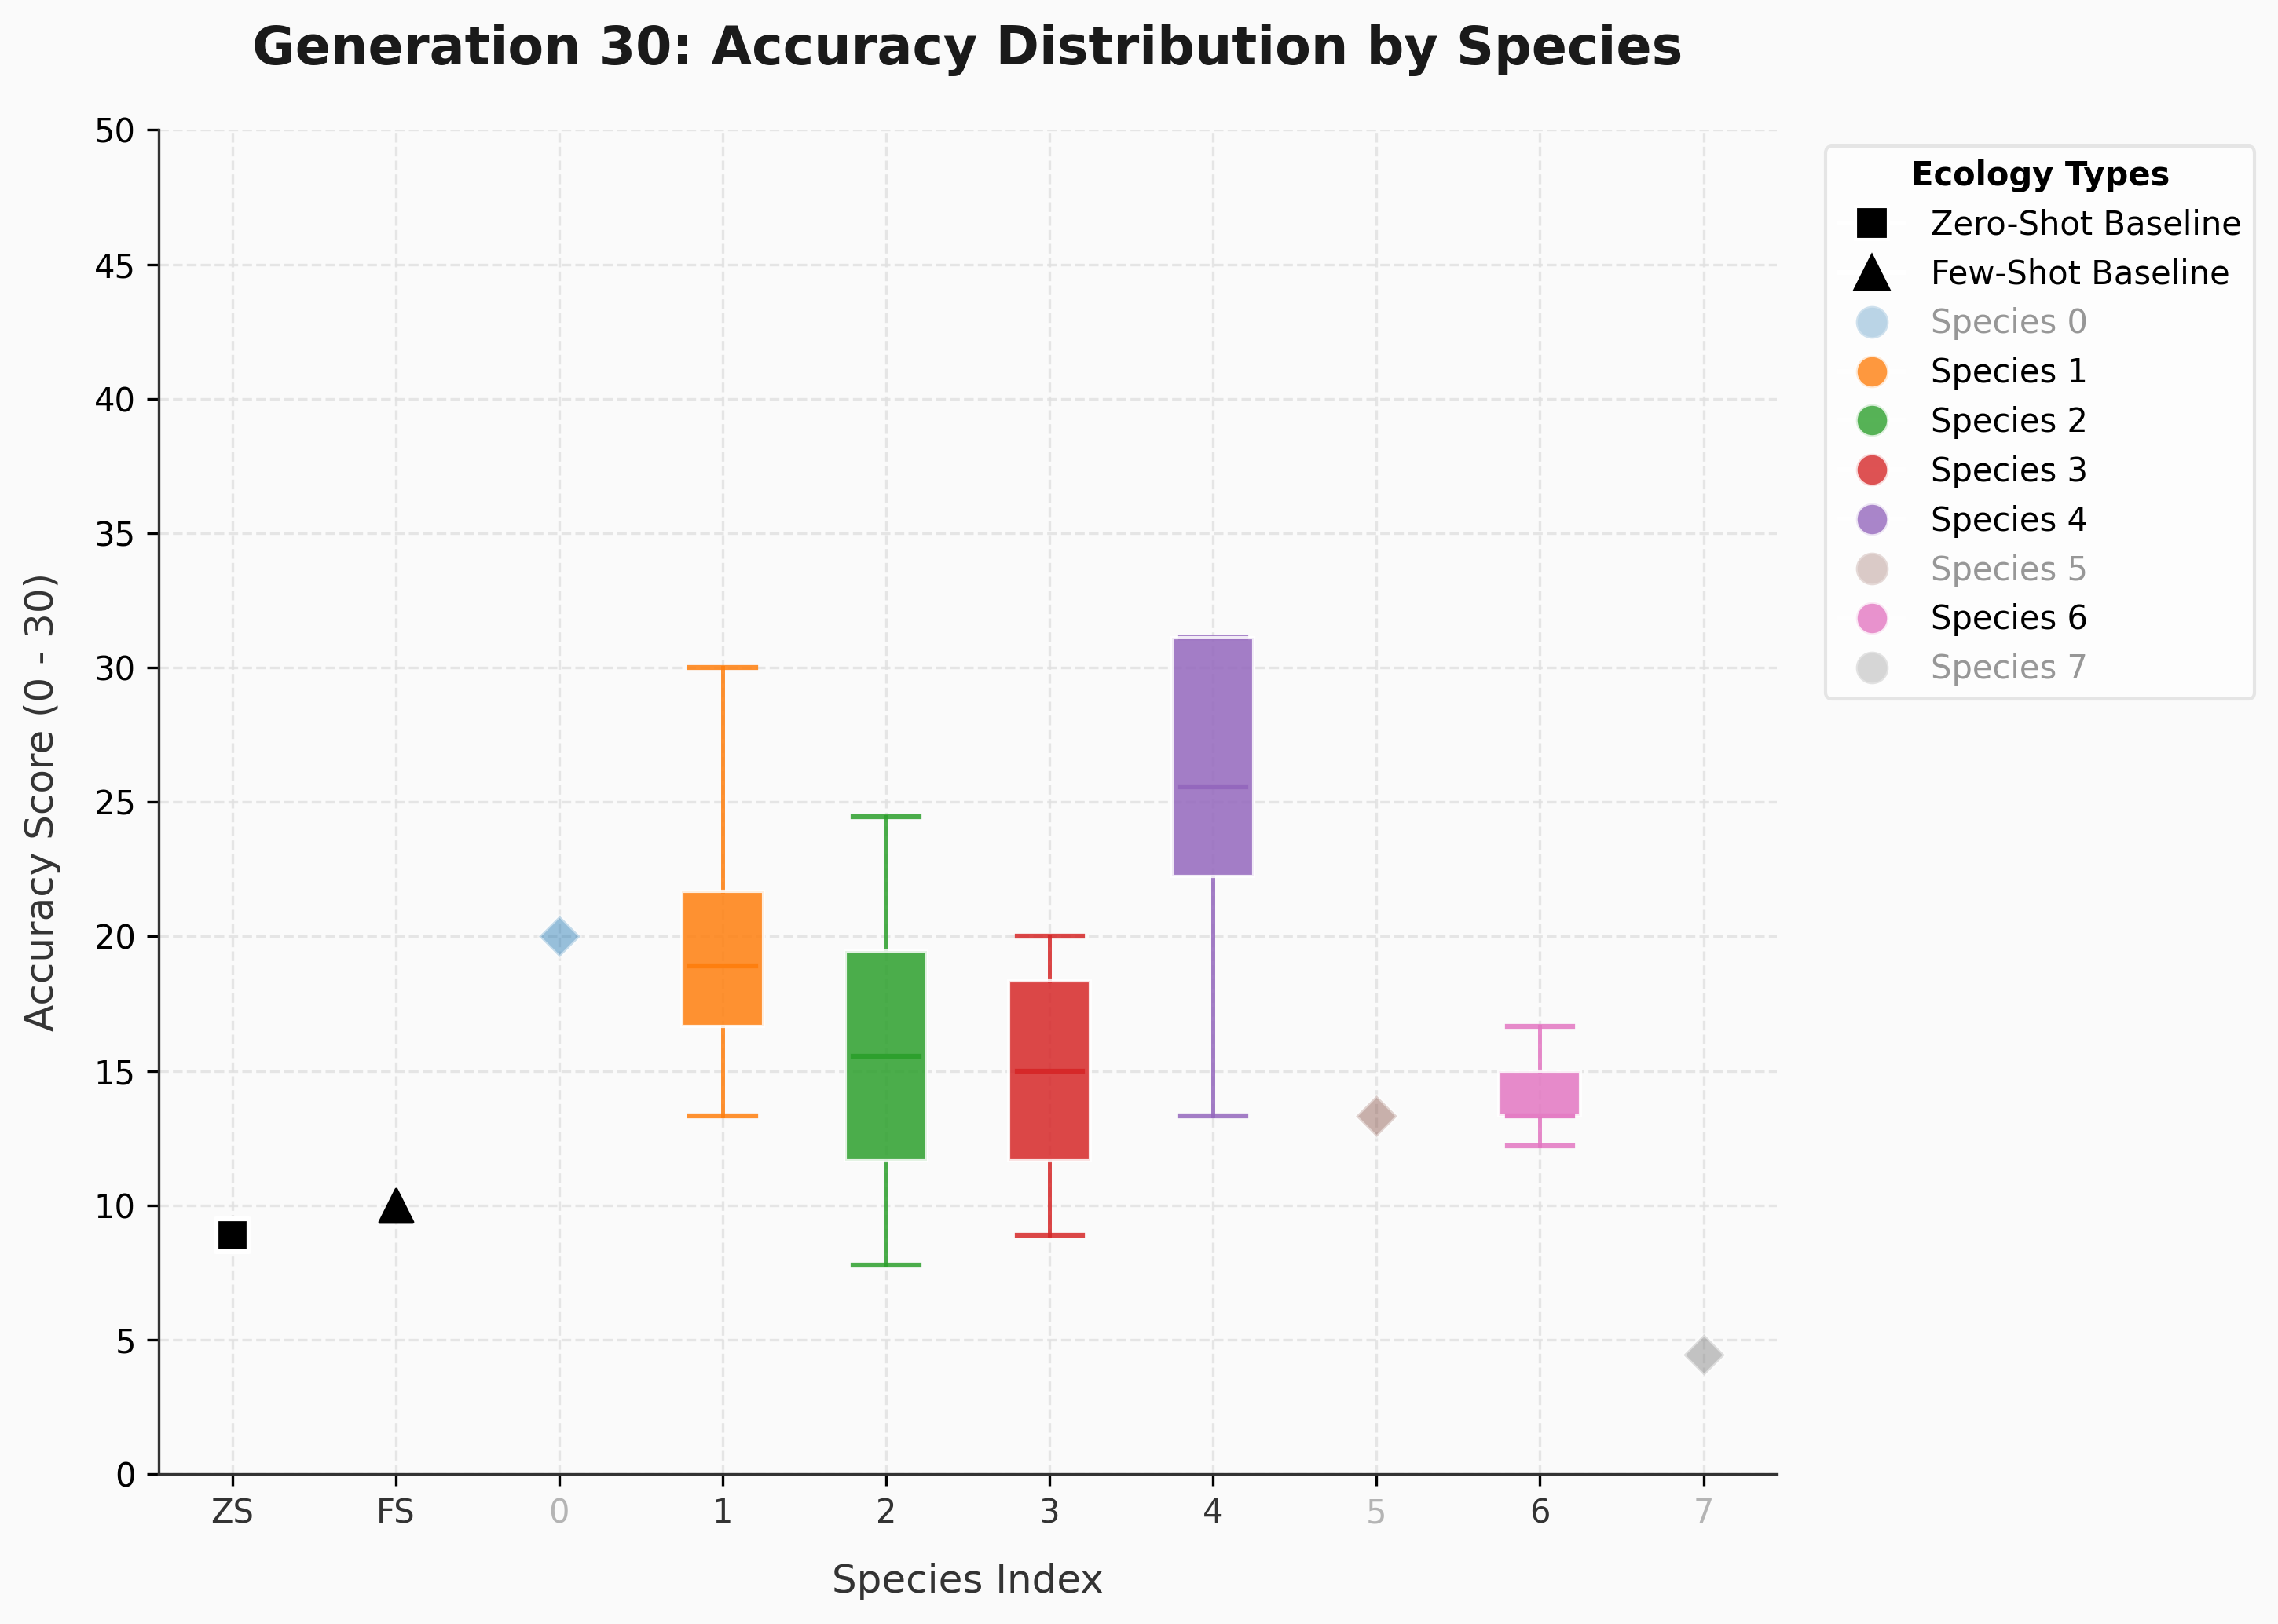 Generation 30: Accuracy Distribution by Species
50
45
40
35
30
25
20
15
10
5
0
Accuracy Score (0 - 30)
ZS
FS
0
1
2
3
4
5
6
7
Species Index
Ecology Types
Zero-Shot Baseline
Few-Shot Baseline
Species 0
Species 1
Species 2
Species 3
Species 4
Species 5
Species 6
Species 7